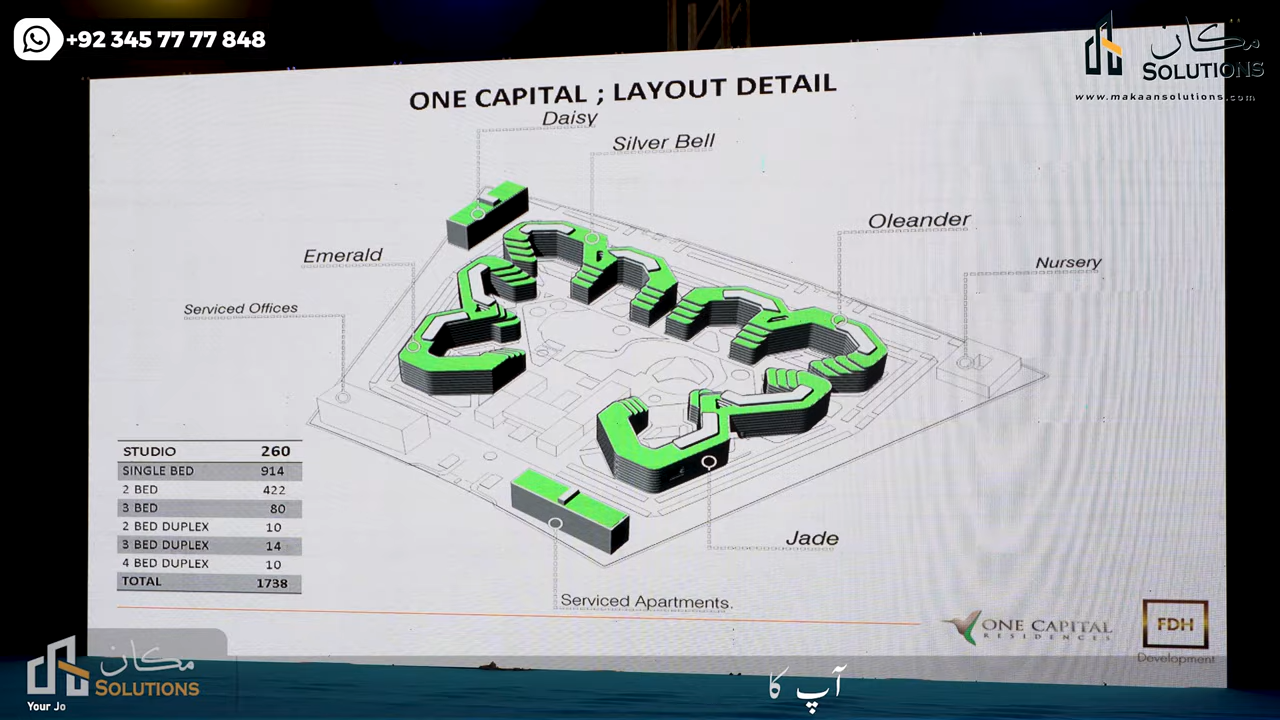 +92 345 77 77 848
مكان
SOLUTIONS
www.makaansolutions.com
ONE CAPITAL ; LAYOUT DETAIL
Daisy
Silver Bell
Oleander
Emerald
Nursery
Serviced Offices
STUDIO 260
SINGLE BED 914
2 BED 422
3 BED 80
2 BED DUPLEX 10
3 BED DUPLEX 14
4 BED DUPLEX 10
TOTAL 1738
Jade
Serviced Apartments.
ONE CAPITAL
RESIDENCES
FDH
Development
مكان
SOLUTIONS
Your Jo
آپ کا